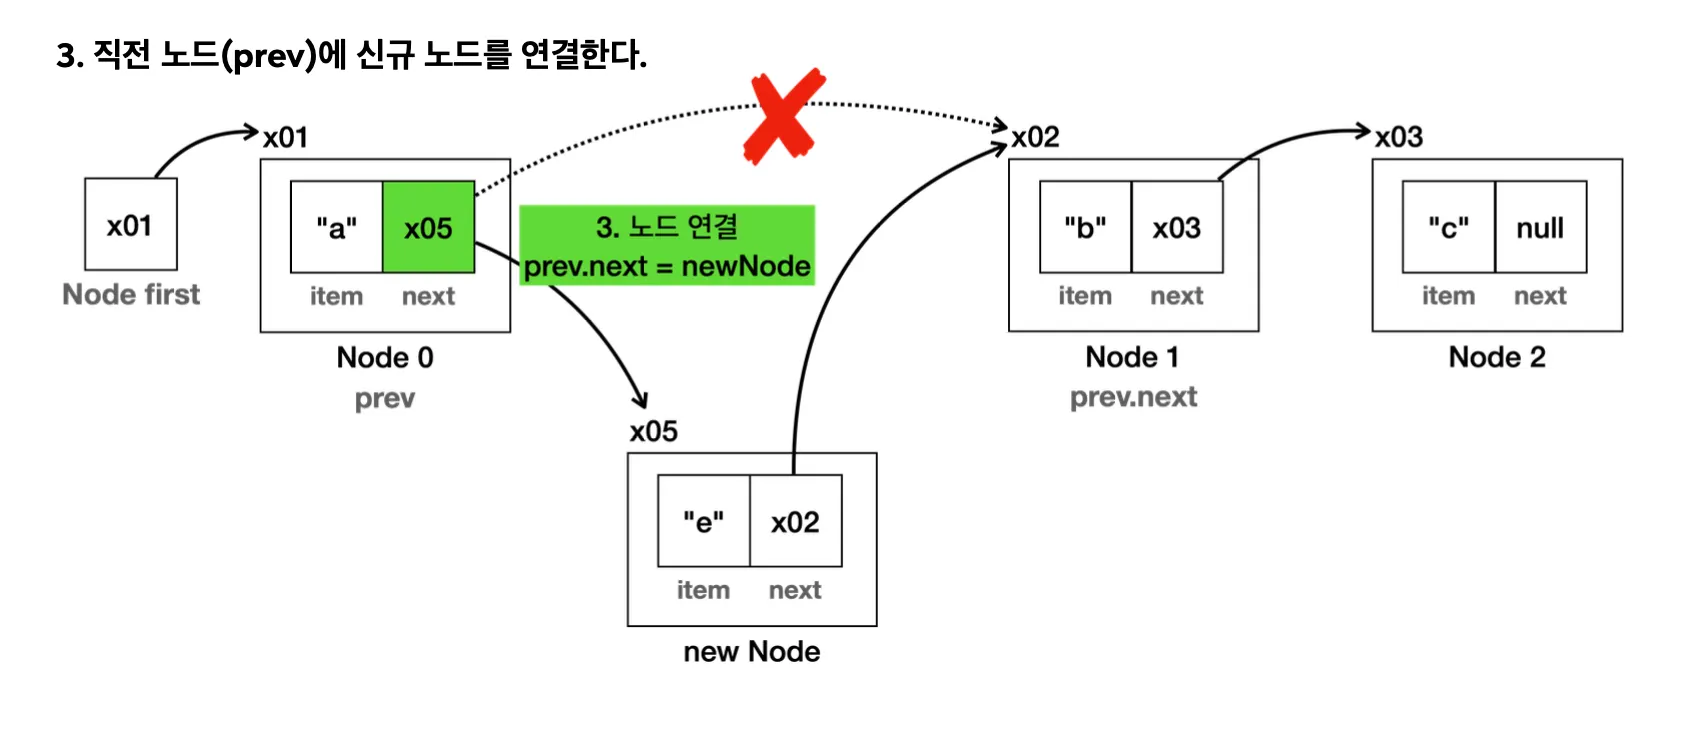 3. 직전 노드(prev)에 신규 노드를 연결한다.
x01
x02
x03
x01
"a"
x05
3. 노드 연결
prev.next = newNode
"b"
x03
"c"
null
Node first
item
next
item
next
item
next
Node 0
prev
Node 1
prev.next
Node 2
x05
"e"
x02
item
next
new Node